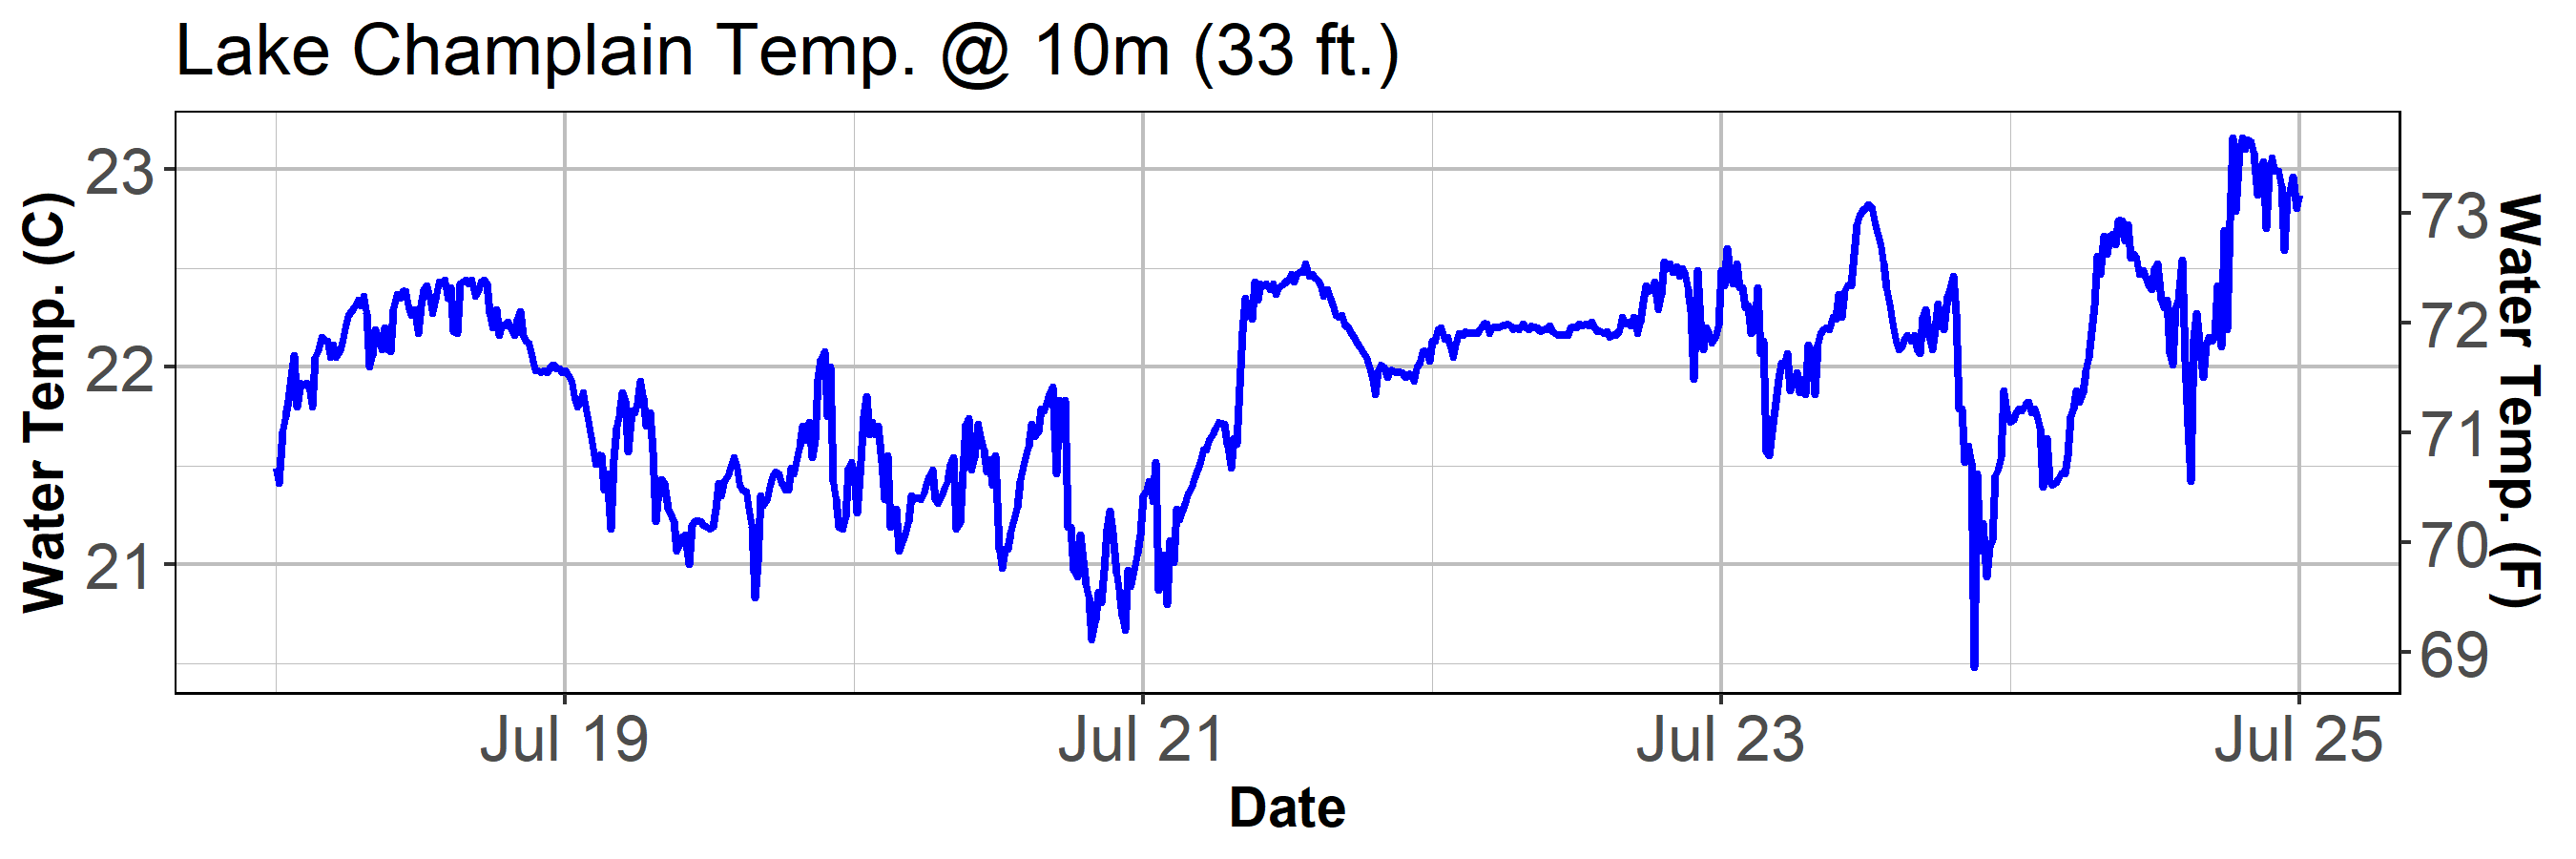 Lake Champlain Temp. @ 10m (33 ft.)
Water Temp. (C)
23
22
21
73
72
71
70
69
Water Temp. (F)
Jul 19
Jul 21
Jul 23
Jul 25
Date